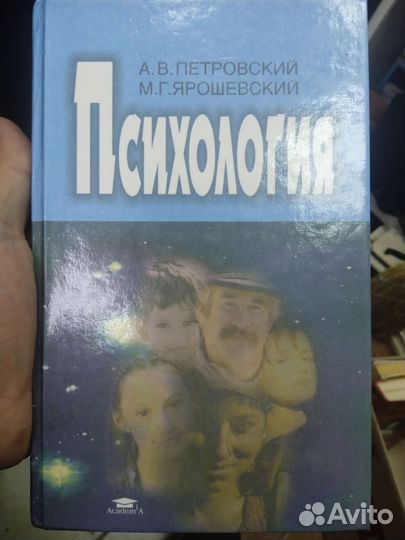 А. В. ПЕТРОВСКИЙ
М. Г. ЯРОШЕВСКИЙ
ПСИХОЛОГИЯ
Academ'A
Avito